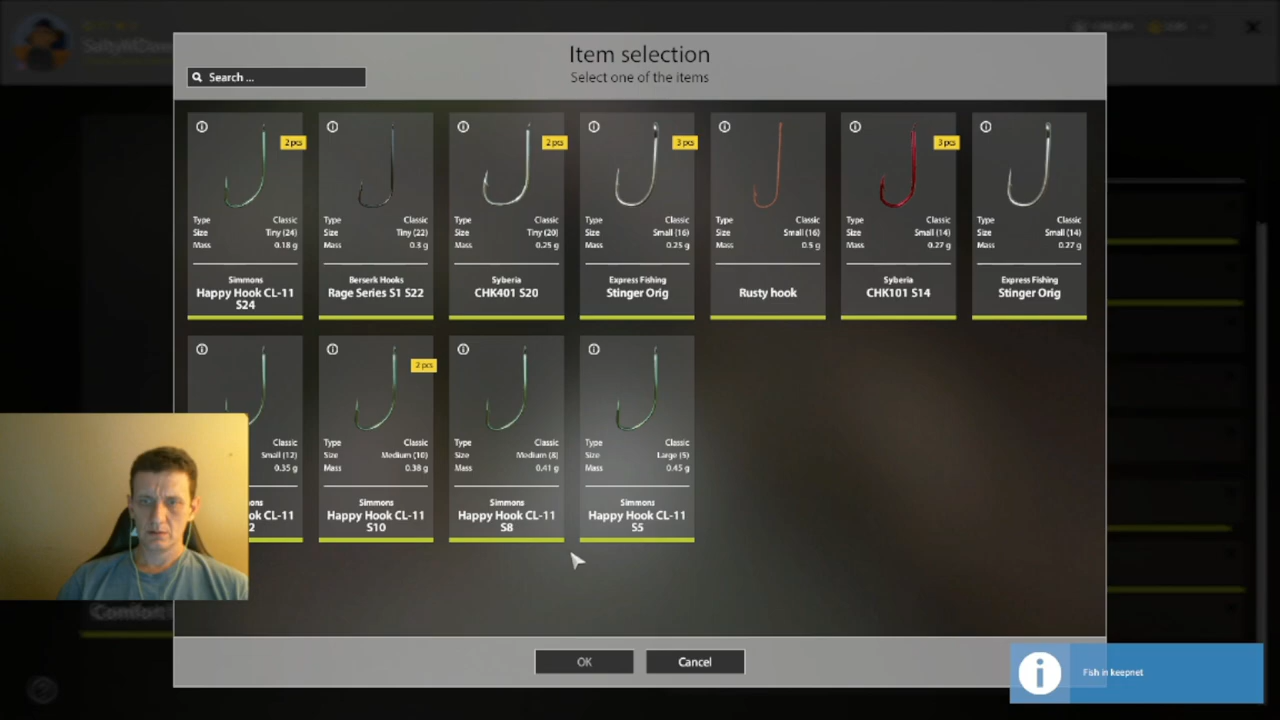 Item selection
Select one of the items
Search ...
2 pcs
Type Classic
Size Tiny (24)
Mass 0.18 g
Simmons
Happy Hook CL-11
S24
Type Classic
Size Tiny (22)
Mass 0.3 g
Berserk Hooks
Rage Series S1 S22
2 pcs
Type Classic
Size Tiny (20)
Mass 0.25 g
Syberia
CHK401 S20
3 pcs
Type Classic
Size Small (16)
Mass 0.25 g
Express Fishing
Stinger Orig
Type Classic
Size Small (16)
Mass 0.5 g
Rusty hook
3 pcs
Type Classic
Size Small (14)
Mass 0.27 g
Syberia
CHK101 S14
Type Classic
Size Small (14)
Mass 0.27 g
Express Fishing
Stinger Orig
Classic
Small (12)
0.35 g
ok CL-11
2
2 pcs
Type Classic
Size Medium (10)
Mass 0.38 g
Simmons
Happy Hook CL-11
S10
Type Classic
Size Medium (8)
Mass 0.41 g
Simmons
Happy Hook CL-11
S8
Type Classic
Size Large (5)
Mass 0.45 g
Simmons
Happy Hook CL-11
S5
Comfort
OK
Cancel
Fish in keepnet